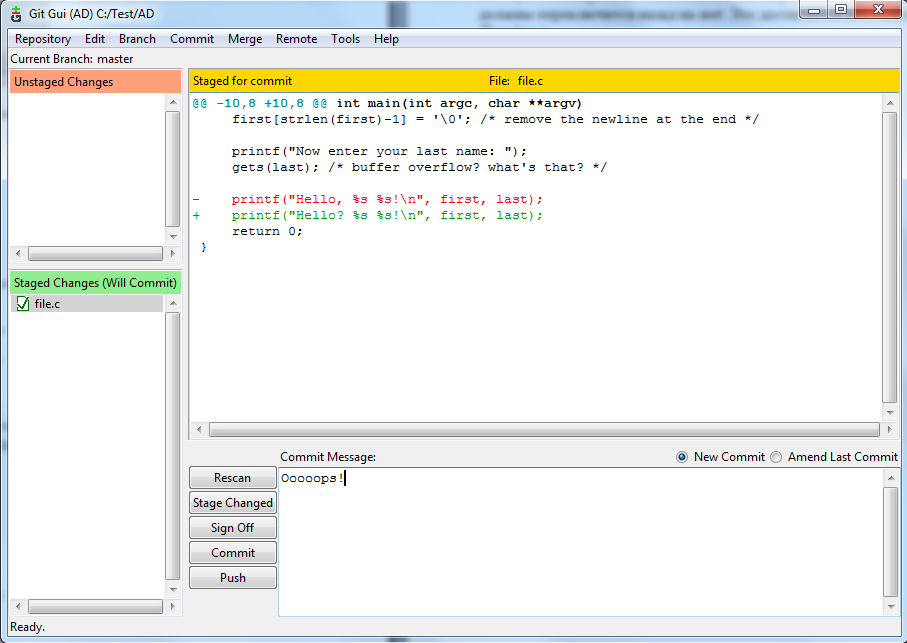 Git Gui (AD) C:/Test/AD
Repository Edit Branch Commit Merge Remote Tools Help
Current Branch: master
Unstaged Changes
Staged Changes (Will Commit)
file.c
Staged for commit File: file.c
@@ -10,8 +10,8 @@ int main(int argc, char **argv)
first[strlen(first)-1] = '\0'; /* remove the newline at the end */
printf("Now enter your last name: ");
gets(last); /* buffer overflow? what's that? */
- printf("Hello, %s %s!\n", first, last);
+ printf("Hello? %s %s!\n", first, last);
return 0;
}
Commit Message: New Commit Amend Last Commit
Rescan
Stage Changed
Sign Off
Commit
Push
Ooooops!
Ready.